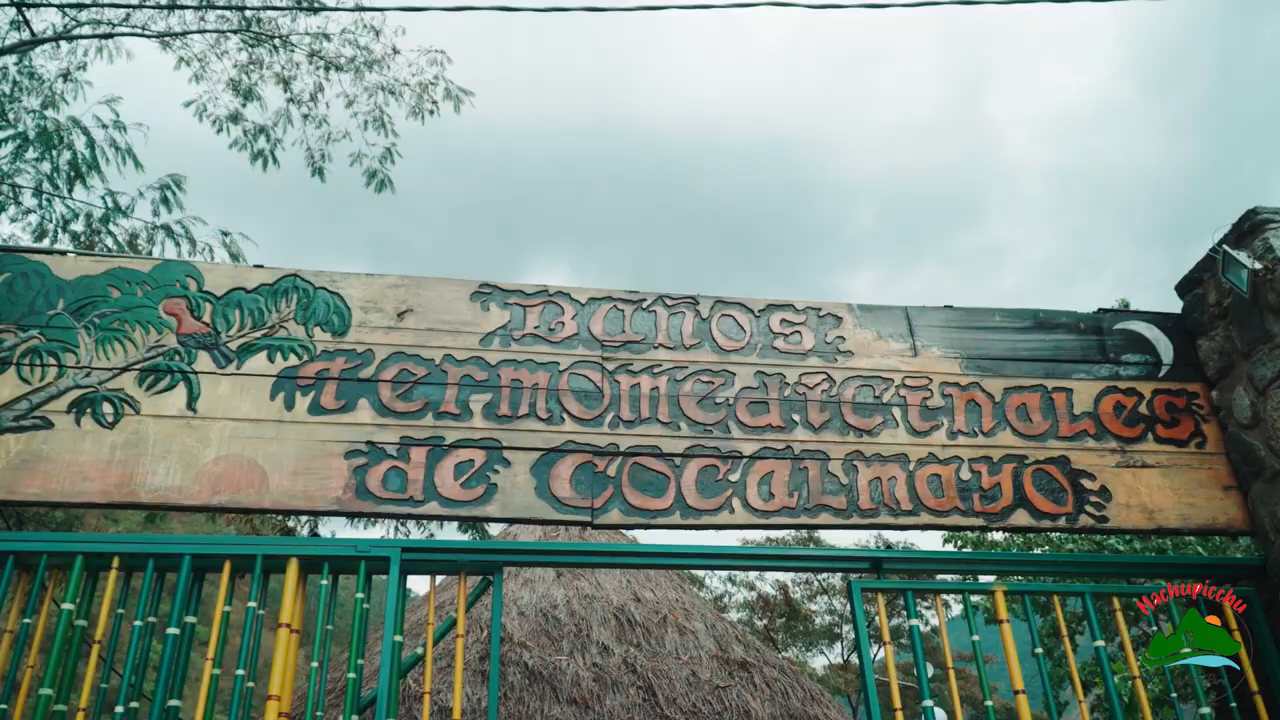 Baños
termomedicinales
de cocalmayo
Machupicchu